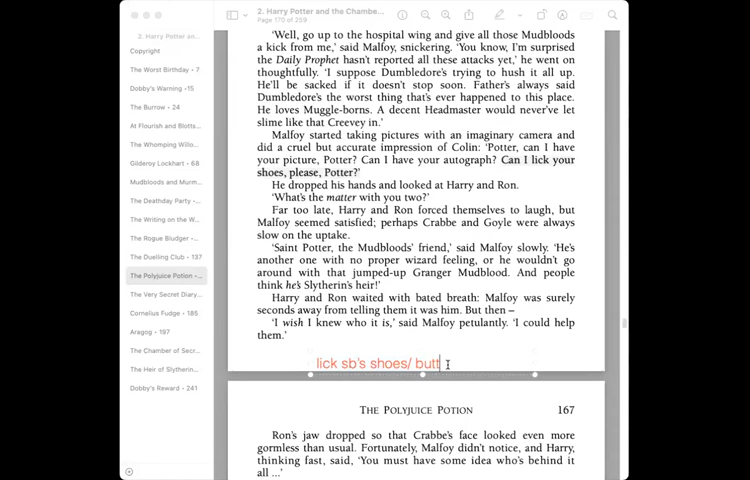 2. Harry Potter and the Chambe...
Page 170 of 259
2. Harry Potter an...
Copyright
The Worst Birthday • 7
Dobby's Warning • 15
The Burrow • 24
At Flourish and Blotts...
The Whomping Willo...
Gilderoy Lockhart • 68
Mudbloods and Murm...
The Deathday Party •...
The Writing on the W...
The Rogue Bludger •...
The Duelling Club • 137
The Polyjuice Potion •...
The Very Secret Diary...
Cornelius Fudge • 185
Aragog • 197
The Chamber of Secr...
The Heir of Slytherin...
Dobby's Reward • 241
'Well, go up to the hospital wing and give all those Mudbloods
a kick from me,' said Malfoy, snickering. 'You know, I'm surprised
the Daily Prophet hasn't reported all these attacks yet,' he went on
thoughtfully. 'I suppose Dumbledore's trying to hush it all up.
He'll be sacked if it doesn't stop soon. Father's always said
Dumbledore's the worst thing that's ever happened to this place.
He loves Muggle-borns. A decent Headmaster would never've let
slime like that Creevey in.'
Malfoy started taking pictures with an imaginary camera and
did a cruel but accurate impression of Colin: 'Potter, can I have
your picture, Potter? Can I have your autograph? Can I lick your
shoes, please, Potter?'
He dropped his hands and looked at Harry and Ron.
'What's the matter with you two?'
Far too late, Harry and Ron forced themselves to laugh, but
Malfoy seemed satisfied; perhaps Crabbe and Goyle were always
slow on the uptake.
'Saint Potter, the Mudbloods' friend,' said Malfoy slowly. 'He's
another one with no proper wizard feeling, or he wouldn't go
around with that jumped-up Granger Mudblood. And people
think he's Slytherin's heir!'
Harry and Ron waited with bated breath: Malfoy was surely
seconds away from telling them it was him. But then –
'I wish I knew who it is,' said Malfoy petulantly. 'I could help
them.'
lick sb's shoes/ butt
THE POLYJUICE POTION 167
Ron's jaw dropped so that Crabbe's face looked even more
gormless than usual. Fortunately, Malfoy didn't notice, and Harry,
thinking fast, said, 'You must have some idea who's behind it
all ...'